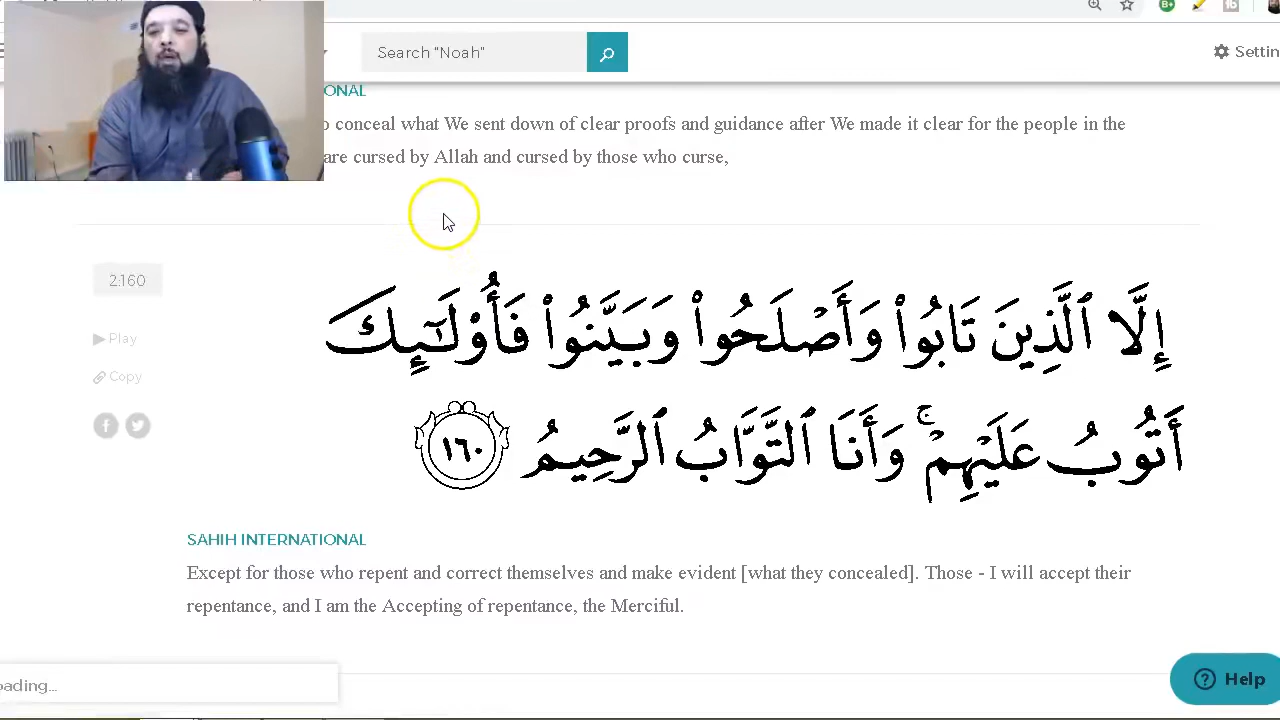 Search "Noah"
Settin
ONAL
conceal what We sent down of clear proofs and guidance after We made it clear for the people in the
are cursed by Allah and cursed by those who curse,
2:160
إِلَّا ٱلَّذِينَ تَابُوا۟ وَأَصْلَحُوا۟ وَبَيَّنُوا۟ فَأُو۟لَـٰٓئِكَ
أَتُوبُ عَلَيْهِمْ ۚ وَأَنَا ٱلتَّوَّابُ ٱلرَّحِيمُ ١٦٠
Play
Copy
SAHIH INTERNATIONAL
Except for those who repent and correct themselves and make evident [what they concealed]. Those - I will accept their
repentance, and I am the Accepting of repentance, the Merciful.
oading...
Help